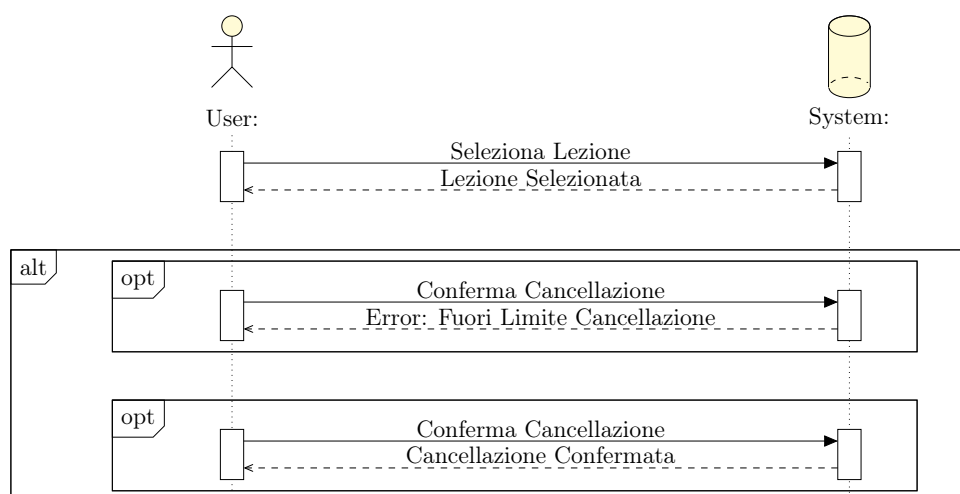 User:
System:
Seleziona Lezione
Lezione Selezionata
alt
opt
Conferma Cancellazione
Error: Fuori Limite Cancellazione
opt
Conferma Cancellazione
Cancellazione Confermata